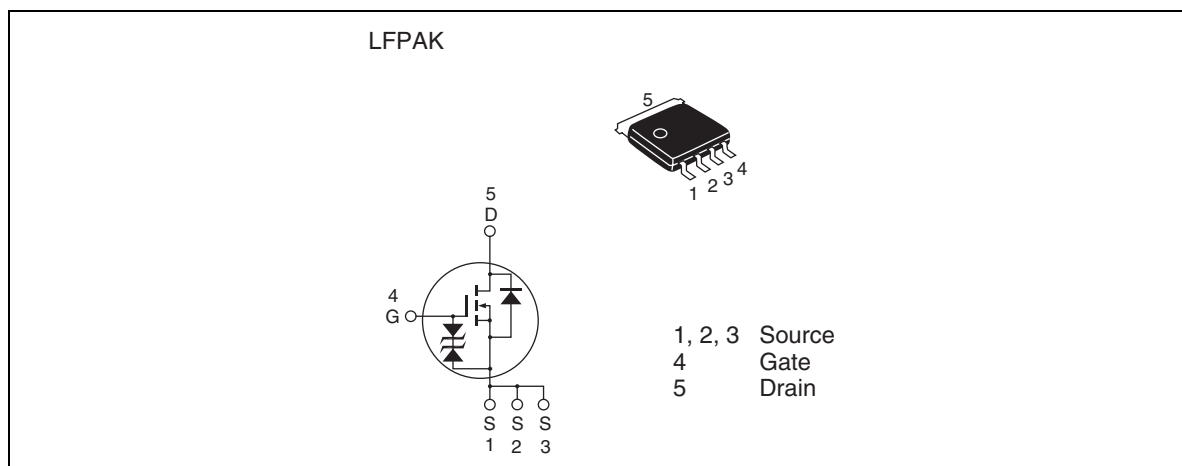 LFPAK
5
1 2 3 4
5
D
4
G
S S S
1 2 3
1, 2, 3 Source
4 Gate
5 Drain